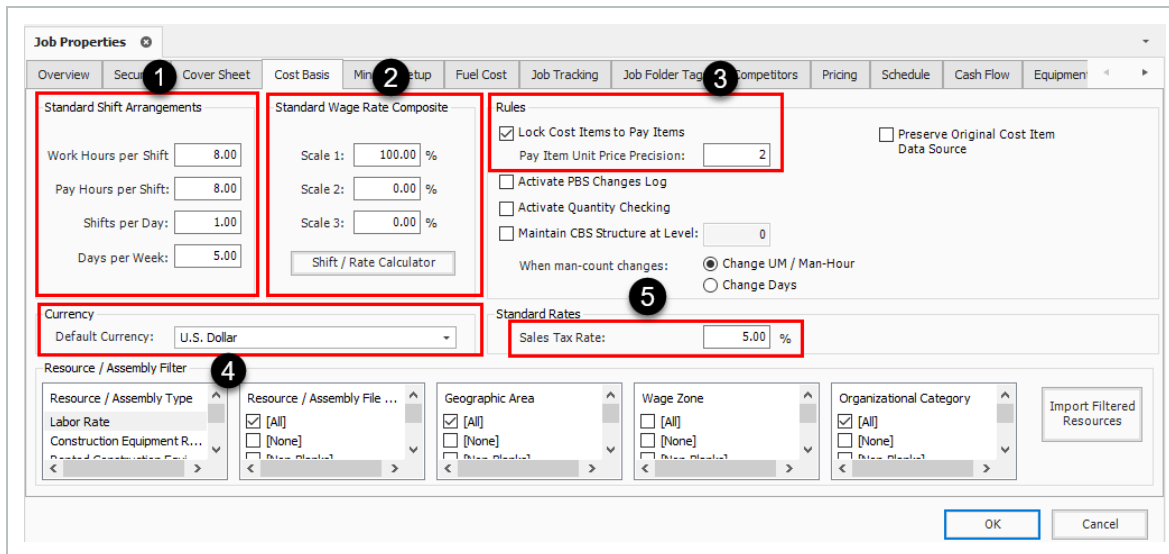 Job Properties
Overview Secu 1 Cover Sheet Cost Basis Min 2 etup Fuel Cost Job Tracking Job Folder Tag 3 Competitors Pricing Schedule Cash Flow Equipmen
Standard Shift Arrangements
Work Hours per Shift 8.00
Pay Hours per Shift: 8.00
Shifts per Day: 1.00
Days per Week: 5.00
Standard Wage Rate Composite
Scale 1: 100.00 %
Scale 2: 0.00 %
Scale 3: 0.00 %
Shift / Rate Calculator
Rules
Lock Cost Items to Pay Items
Pay Item Unit Price Precision: 2
Activate PBS Changes Log
Activate Quantity Checking
Maintain CBS Structure at Level: 0
When man-count changes: Change UM / Man-Hour
Change Days
Preserve Original Cost Item
Data Source
Currency
Default Currency: U.S. Dollar
4
5
Standard Rates
Sales Tax Rate: 5.00 %
Resource / Assembly Filter
Resource / Assembly Type
Labor Rate
Construction Equipment R...
Resource / Assembly File ...
[All]
[None]
Geographic Area
[All]
[None]
Wage Zone
[All]
[None]
Organizational Category
[All]
[None]
Import Filtered
Resources
OK Cancel